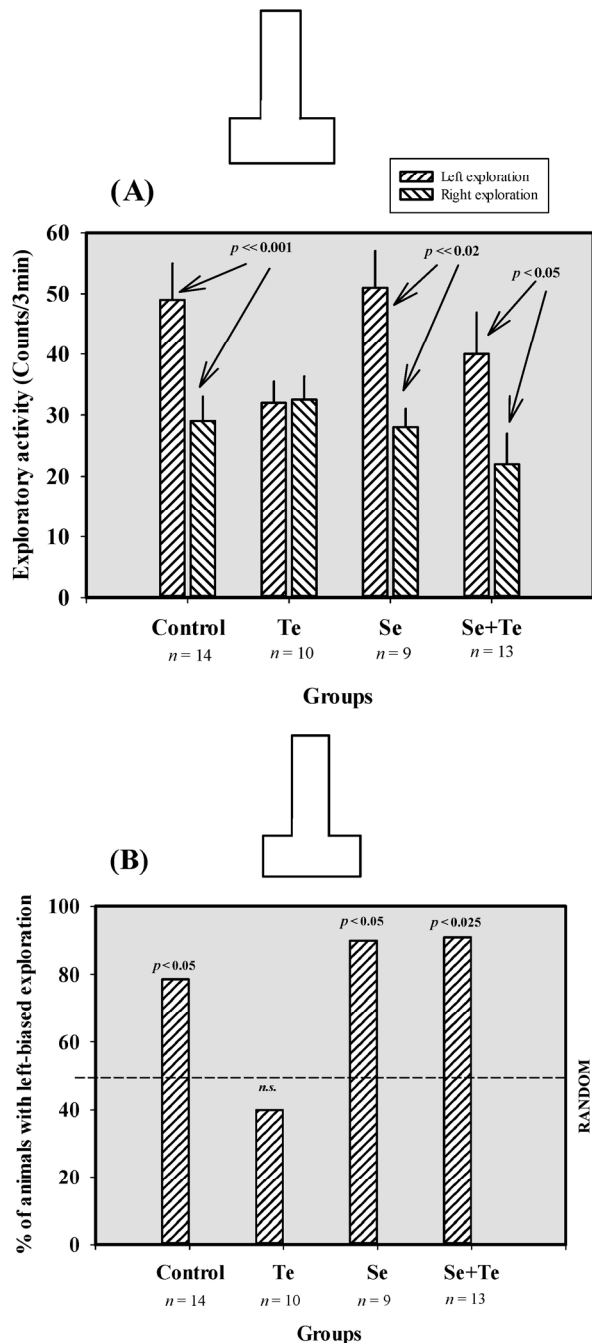 (A)
Left exploration
Right exploration
Exploratory activity (Counts/3min)
60
50
40
30
20
10
0
p << 0.001
p << 0.02
p < 0.05
Control Te Se Se+Te
n = 14 n = 10 n = 9 n = 13
Groups
(B)
% of animals with left-biased exploration
100
80
60
40
20
0
p < 0.05
n.s.
p < 0.05
p < 0.025
RANDOM
Control Te Se Se+Te
n = 14 n = 10 n = 9 n = 13
Groups